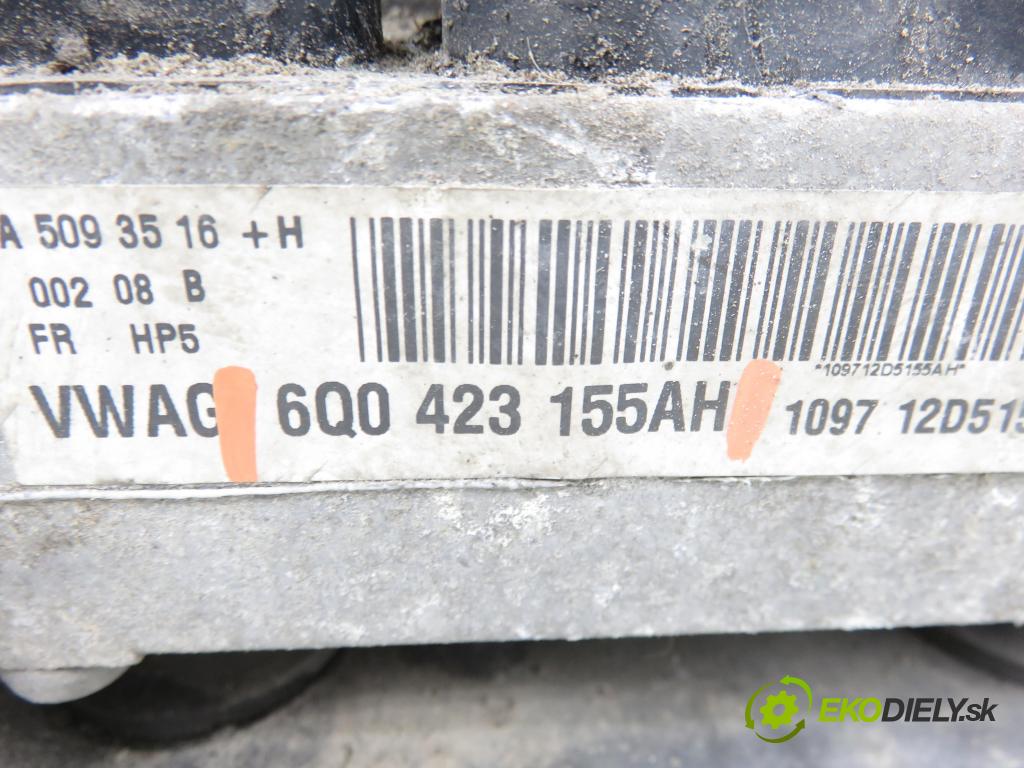 A 509 35 16 + H
002 08 B
FR HP5
*109712D5155AH*
VWAG 6Q0 423 155AH 1097 12D515
EKODIELY.sk